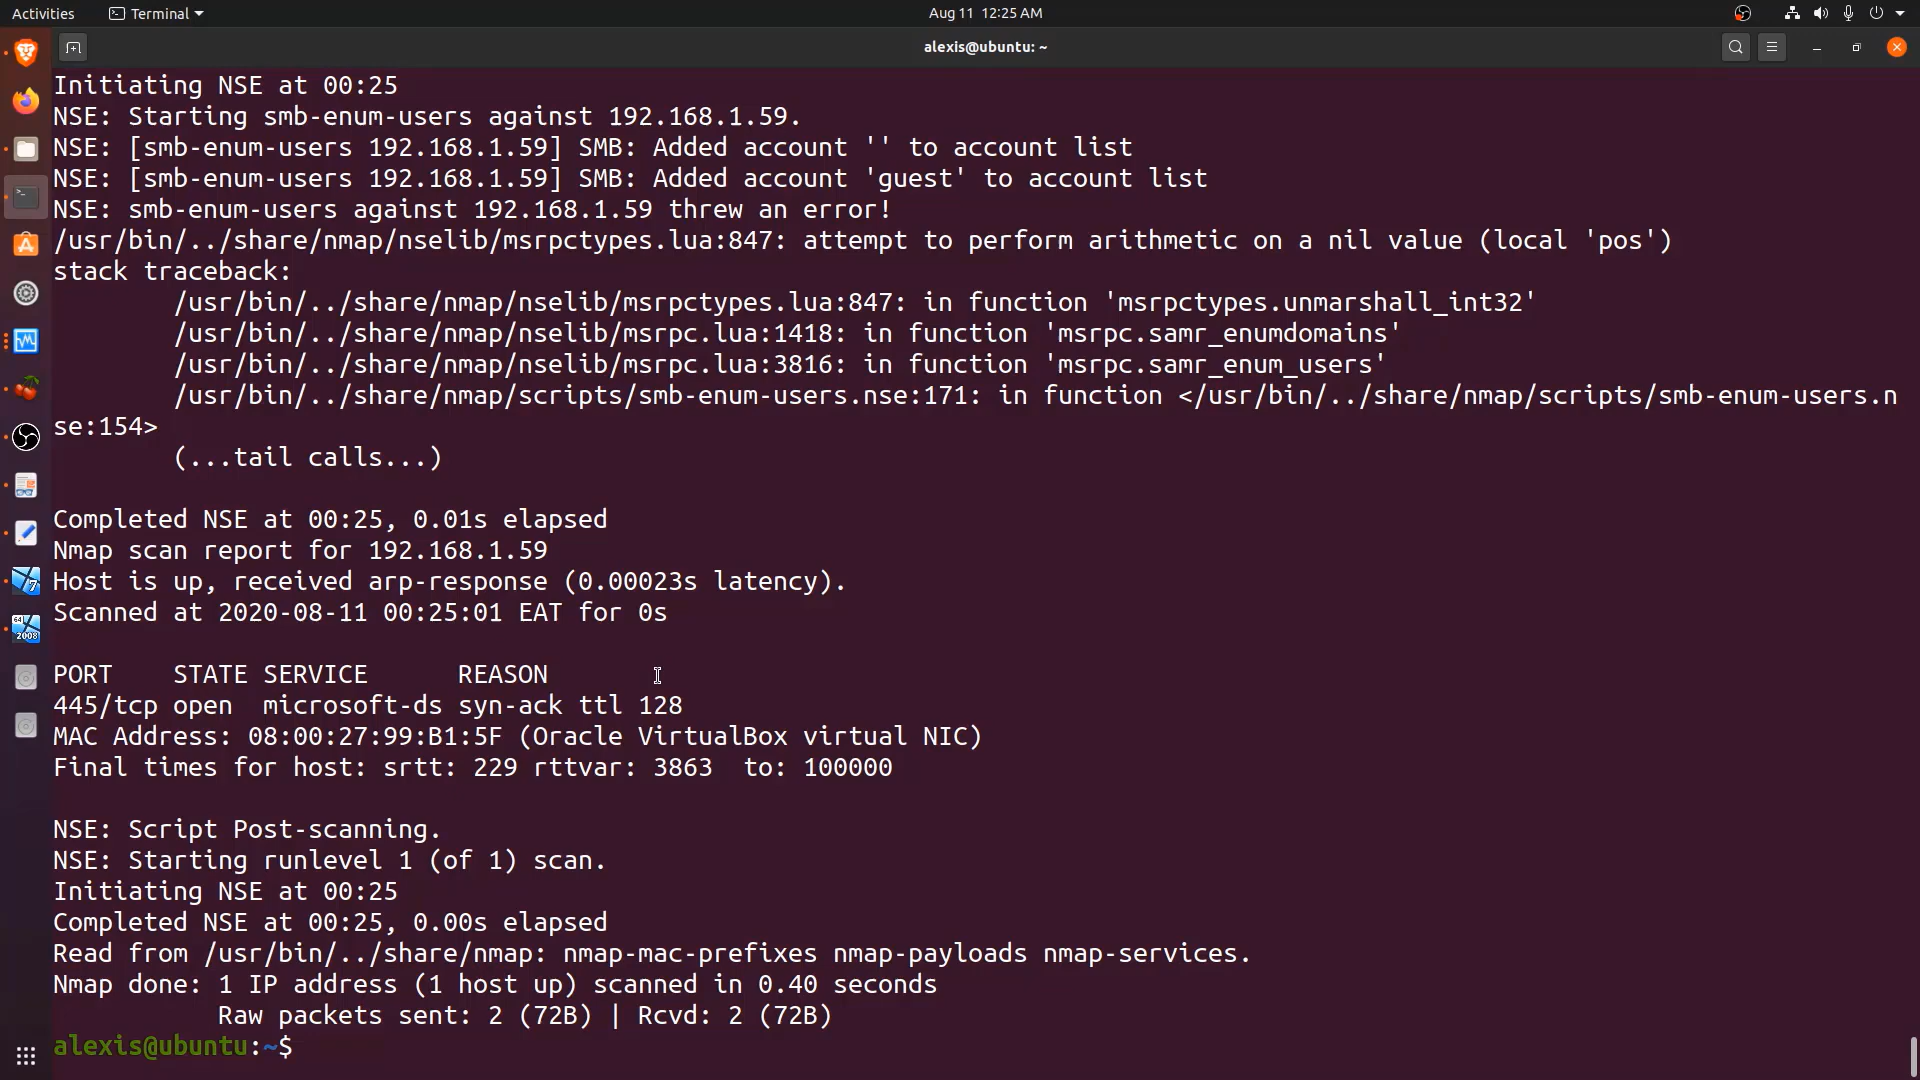 Activities Terminal Aug 11 12:25 AM
alexis@ubuntu: ~
Initiating NSE at 00:25
NSE: Starting smb-enum-users against 192.168.1.59.
NSE: [smb-enum-users 192.168.1.59] SMB: Added account '' to account list
NSE: [smb-enum-users 192.168.1.59] SMB: Added account 'guest' to account list
NSE: smb-enum-users against 192.168.1.59 threw an error!
/usr/bin/../share/nmap/nselib/msrpctypes.lua:847: attempt to perform arithmetic on a nil value (local 'pos')
stack traceback:
/usr/bin/../share/nmap/nselib/msrpctypes.lua:847: in function 'msrpctypes.unmarshall_int32'
/usr/bin/../share/nmap/nselib/msrpc.lua:1418: in function 'msrpc.samr_enumdomains'
/usr/bin/../share/nmap/nselib/msrpc.lua:3816: in function 'msrpc.samr_enum_users'
/usr/bin/../share/nmap/scripts/smb-enum-users.nse:171: in function </usr/bin/../share/nmap/scripts/smb-enum-users.n
se:154>
(...tail calls...)
Completed NSE at 00:25, 0.01s elapsed
Nmap scan report for 192.168.1.59
Host is up, received arp-response (0.00023s latency).
Scanned at 2020-08-11 00:25:01 EAT for 0s
PORT    STATE SERVICE      REASON
445/tcp open  microsoft-ds syn-ack ttl 128
MAC Address: 08:00:27:99:B1:5F (Oracle VirtualBox virtual NIC)
Final times for host: srtt: 229 rttvar: 3863  to: 100000
NSE: Script Post-scanning.
NSE: Starting runlevel 1 (of 1) scan.
Initiating NSE at 00:25
Completed NSE at 00:25, 0.00s elapsed
Read from /usr/bin/../share/nmap: nmap-mac-prefixes nmap-payloads nmap-services.
7
Nmap done: 1 IP address (1 host up) scanned in 0.40 seconds
64
2008
Raw packets sent: 2 (72B) | Rcvd: 2 (72B)
alexis@ubuntu:~$